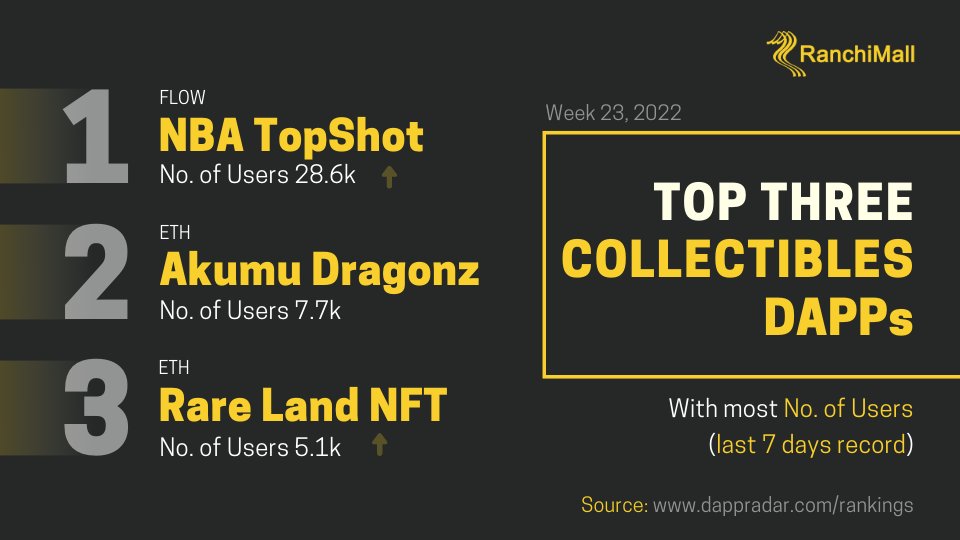 RanchiMall
Week 23, 2022
TOP THREE
COLLECTIBLES
DAPPs
With most No. of Users
(last 7 days record)
Source: www.dappradar.com/rankings
1
FLOW
NBA TopShot
No. of Users 28.6k
2
ETH
Akumu Dragonz
No. of Users 7.7k
3
ETH
Rare Land NFT
No. of Users 5.1k